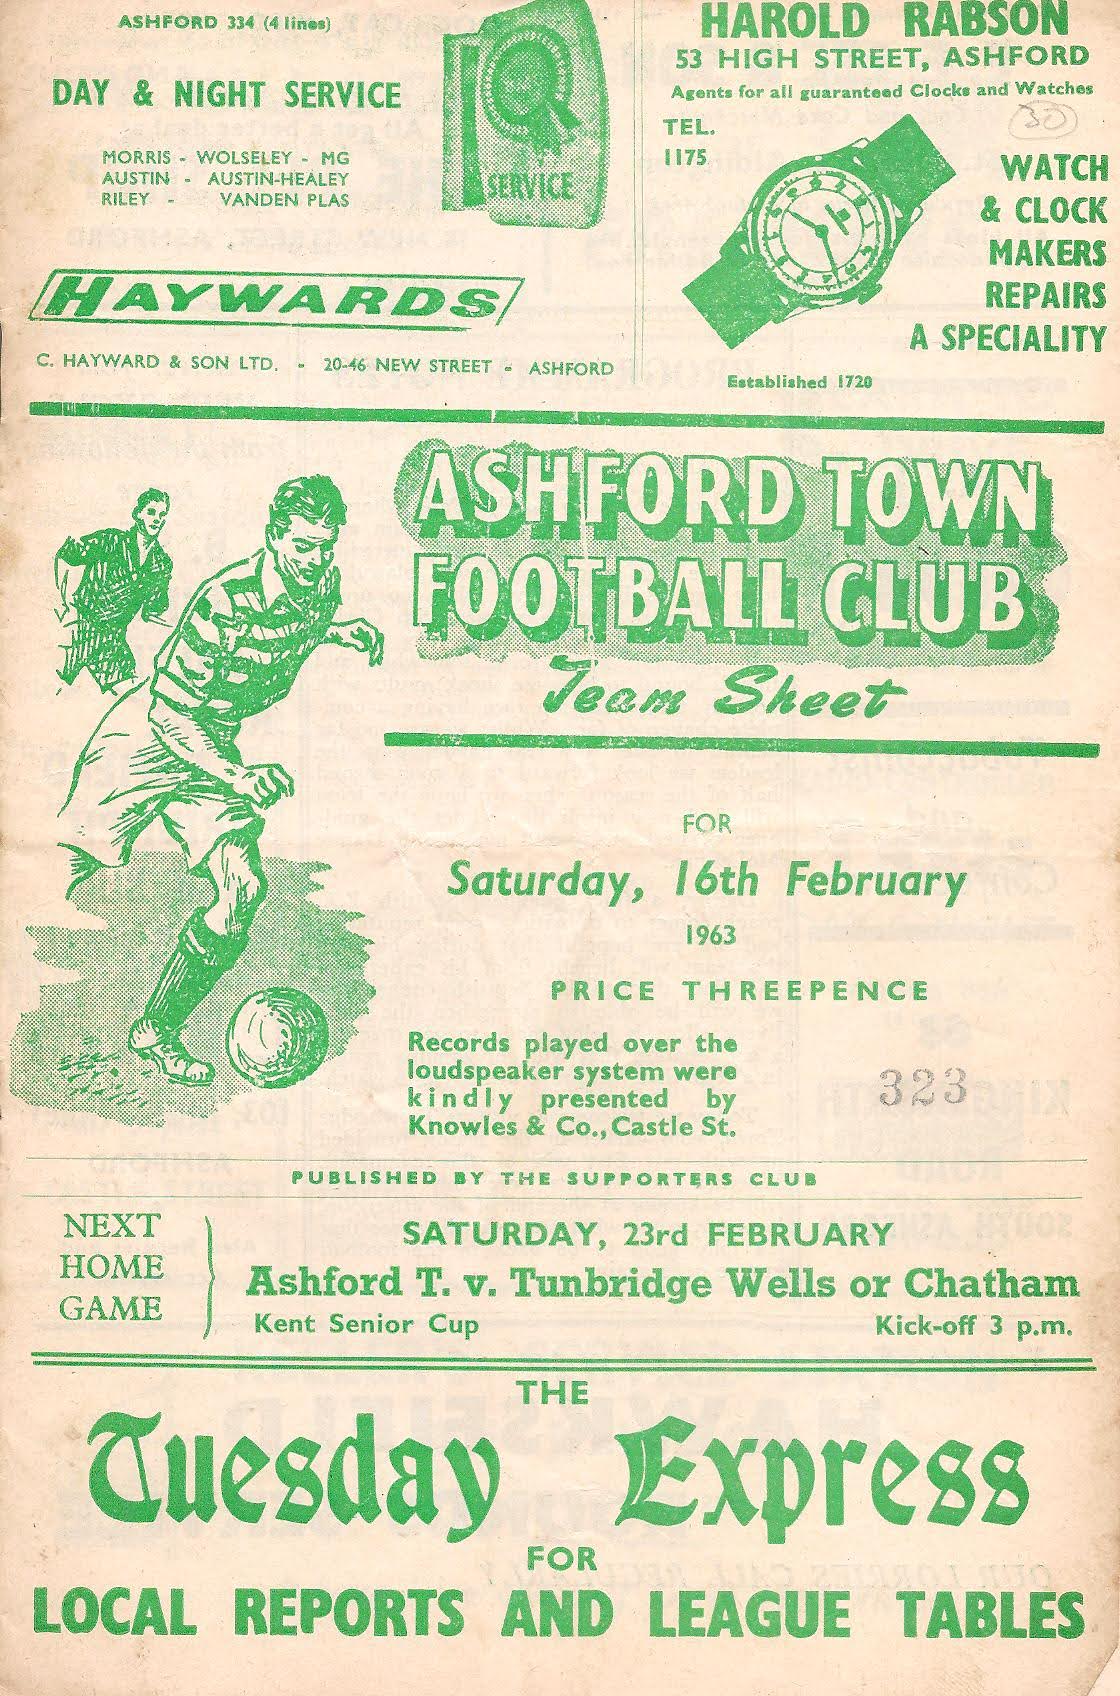 ASHFORD 334 (4 lines)
DAY & NIGHT SERVICE
MORRIS - WOLSELEY - MG
AUSTIN - AUSTIN-HEALEY
RILEY - VANDEN PLAS
SERVICE
HAYWARDS
C. HAYWARD & SON LTD. - 20-46 NEW STREET - ASHFORD
HAROLD RABSON
53 HIGH STREET, ASHFORD
Agents for all guaranteed Clocks and Watches
30
TEL.
1175
WATCH
& CLOCK
MAKERS
REPAIRS
A SPECIALITY
Established 1720
ASHFORD TOWN
FOOTBALL CLUB
Team Sheet
FOR
Saturday, 16th February
1963
PRICE THREEPENCE
Records played over the
loudspeaker system were
kindly presented by
Knowles & Co., Castle St.
323
PUBLISHED BY THE SUPPORTERS CLUB
NEXT
HOME
GAME
SATURDAY, 23rd FEBRUARY
Ashford T. v. Tunbridge Wells or Chatham
Kent Senior Cup Kick-off 3 p.m.
THE
Tuesday Express
FOR
LOCAL REPORTS AND LEAGUE TABLES